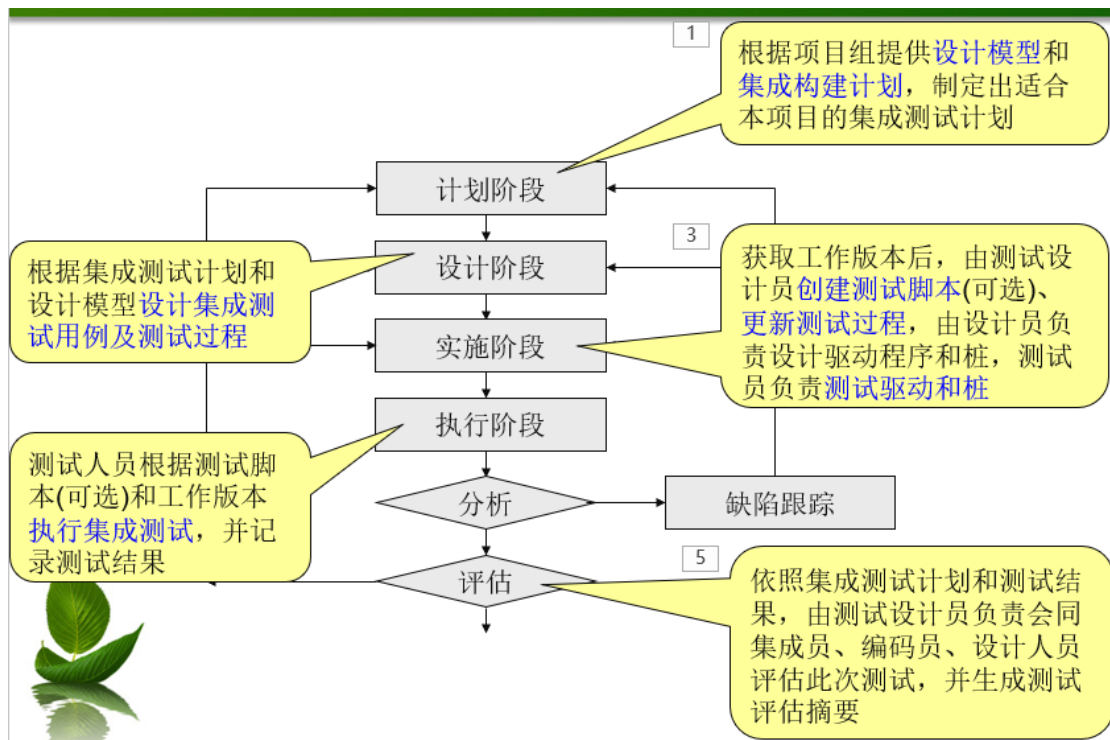 1
根据项目组提供设计模型和
集成构建计划，制定出适合
本项目的集成测试计划
计划阶段
根据集成测试计划和
设计模型设计集成测
试用例及测试过程
设计阶段
3
获取工作版本后，由测试设
计员创建测试脚本(可选)、
更新测试过程，由设计员负
责设计驱动程序和桩，测试
员负责测试驱动和桩
实施阶段
执行阶段
测试人员根据测试脚
本(可选)和工作版本
执行集成测试，并记
录测试结果
分析
缺陷跟踪
评估
5
依照集成测试计划和测试结
果，由测试设计员负责会同
集成员、编码员、设计人员
评估此次测试，并生成测试
评估摘要